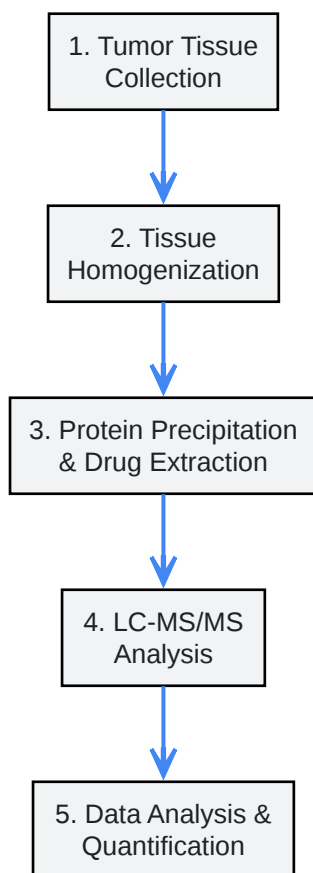 1. Tumor Tissue
Collection
2. Tissue
Homogenization
3. Protein Precipitation
& Drug Extraction
4. LC-MS/MS
Analysis
5. Data Analysis &
Quantification